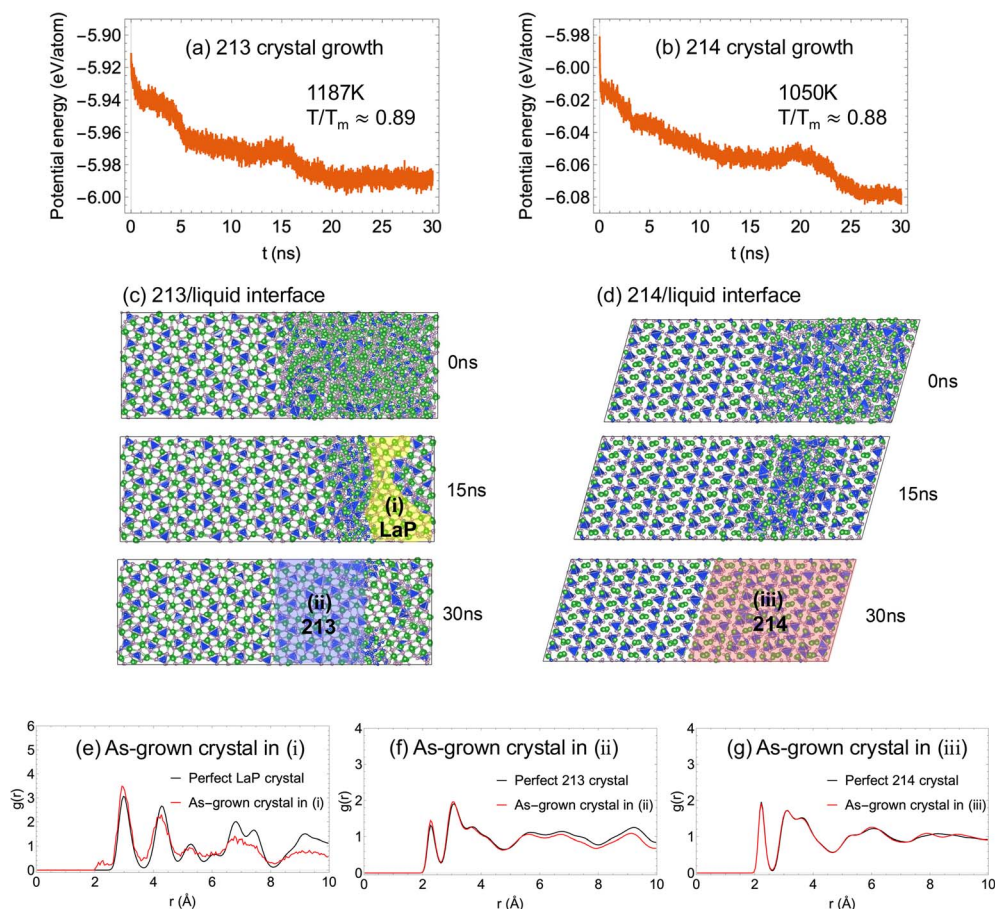 (a) 213 crystal growth
1187K
T/Tm ≈ 0.89
Potential energy (eV/atom)
−5.90
−5.92
−5.94
−5.96
−5.98
−6.00
0 5 10 15 20 25 30
t (ns)
(b) 214 crystal growth
1050K
T/Tm ≈ 0.88
Potential energy (eV/atom)
−5.98
−6.00
−6.02
−6.04
−6.06
−6.08
0 5 10 15 20 25 30
t (ns)
(c) 213/liquid interface
0ns
(i)
LaP
15ns
(ii)
213
30ns
(d) 214/liquid interface
0ns
15ns
(iii)
214
30ns
(e) As-grown crystal in (i)
Perfect LaP crystal
As−grown crystal in (i)
g(r)
6
5
4
3
2
1
0
0 2 4 6 8 10
r (Å)
(f) As-grown crystal in (ii)
Perfect 213 crystal
As−grown crystal in (ii)
g(r)
4
3
2
1
0
0 2 4 6 8 10
r (Å)
(g) As-grown crystal in (iii)
Perfect 214 crystal
As−grown crystal in (iii)
g(r)
4
3
2
1
0
0 2 4 6 8 10
r (Å)